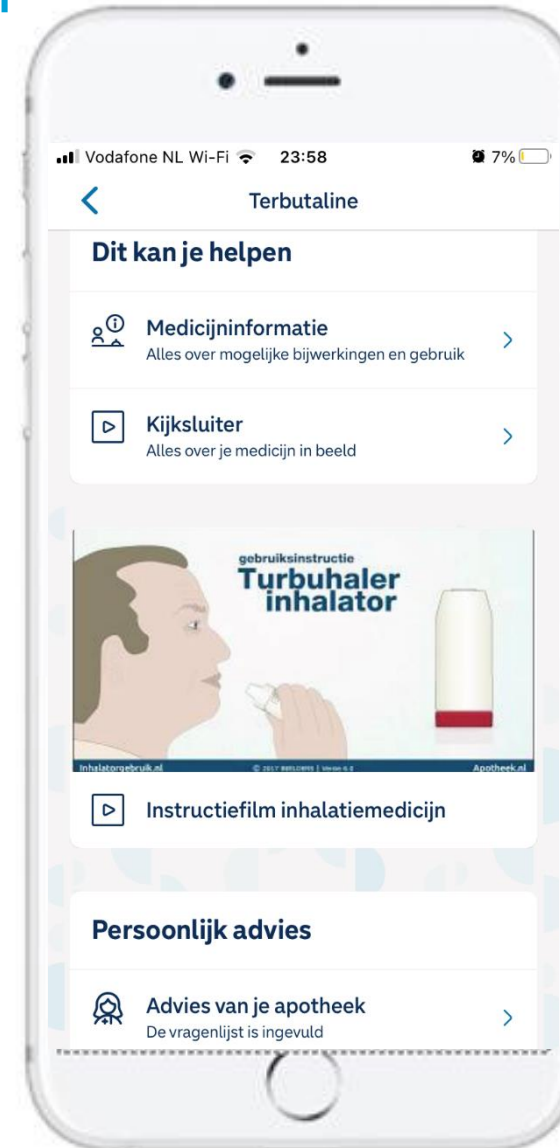 Vodafone NL Wi-Fi 23:58 7%
Terbutaline
Dit kan je helpen
Medicijninformatie
Alles over mogelijke bijwerkingen en gebruik
Kijksluiter
Alles over je medicijn in beeld
gebruiksinstructie
Turbuhaler
inhalator
Inhalatorgebruik.nl © 2017 Apotheek.nl
Instructiefilm inhalatiemedicijn
Persoonlijk advies
Advies van je apotheek
De vragenlijst is ingevuld